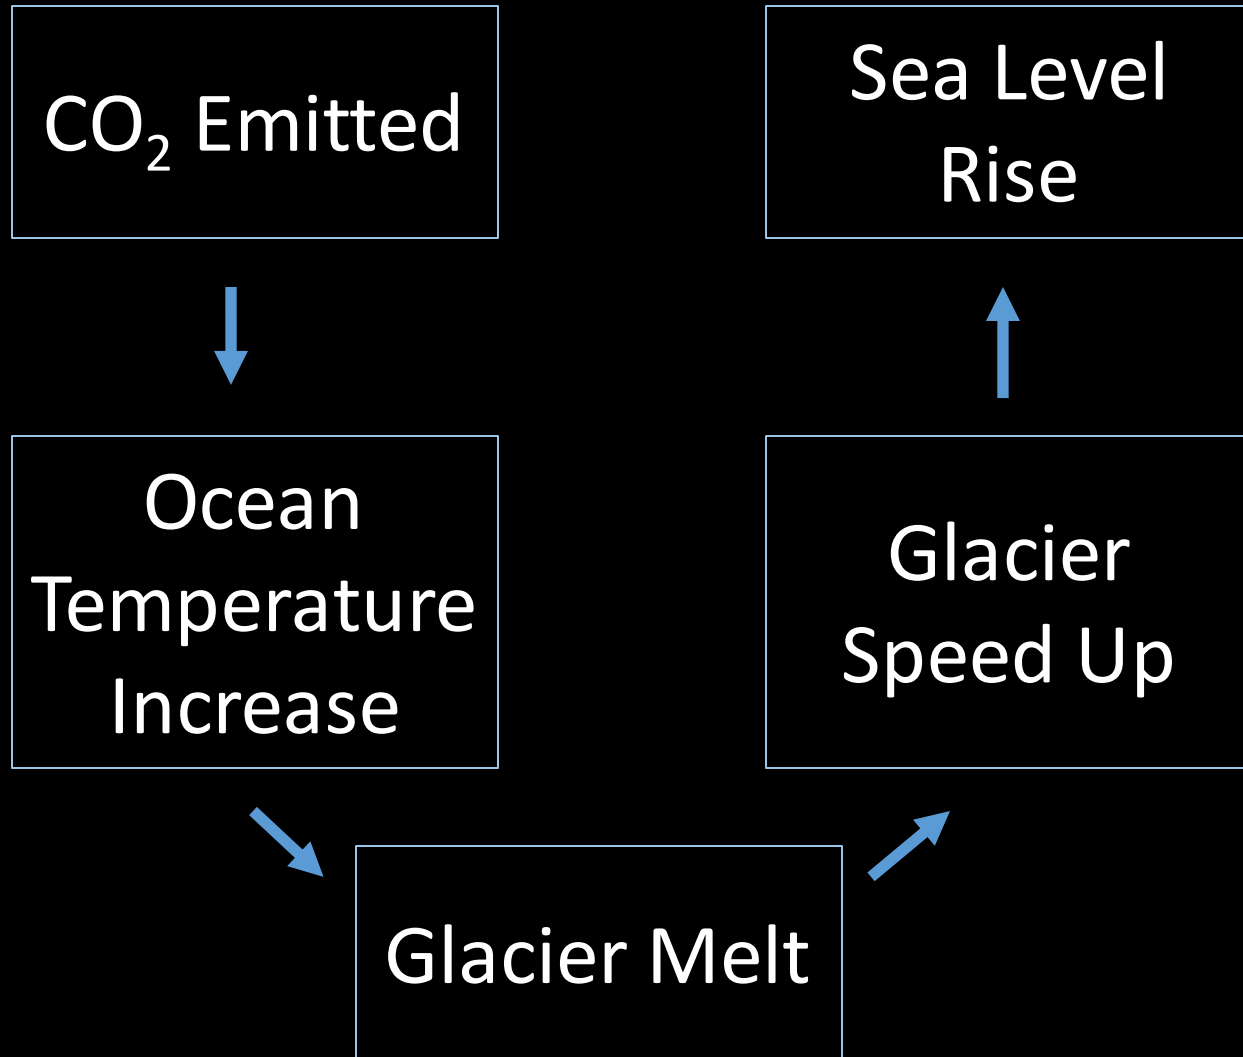 CO₂ Emitted
Ocean
Temperature
Increase
Glacier Melt
Glacier
Speed Up
Sea Level
Rise